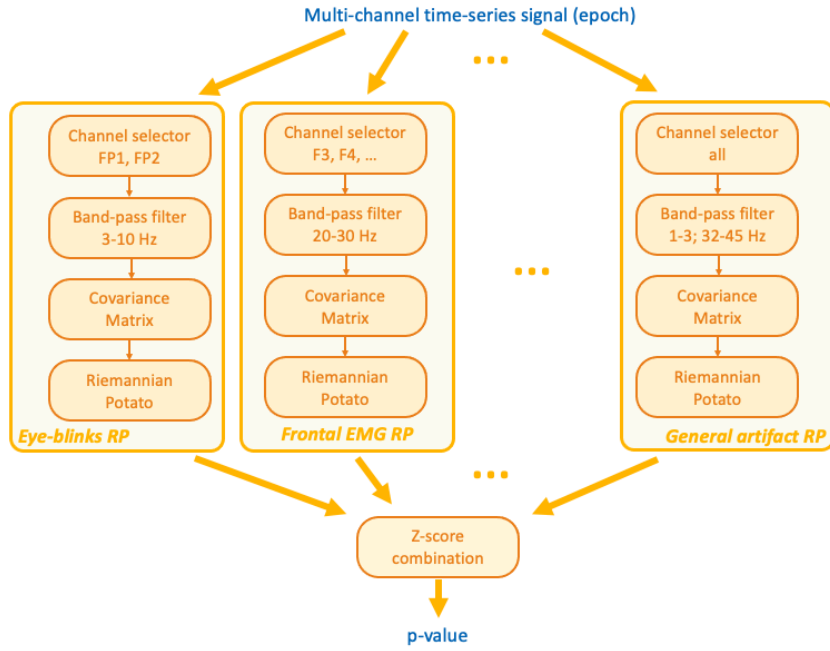 Multi-channel time-series signal (epoch)
...
Channel selector
FP1, FP2
Band-pass filter
3-10 Hz
Covariance
Matrix
Riemannian
Potato
Eye-blinks RP
Channel selector
F3, F4, ...
Band-pass filter
20-30 Hz
Covariance
Matrix
Riemannian
Potato
Frontal EMG RP
...
Channel selector
all
Band-pass filter
1-3; 32-45 Hz
Covariance
Matrix
Riemannian
Potato
General artifact RP
...
Z-score
combination
p-value